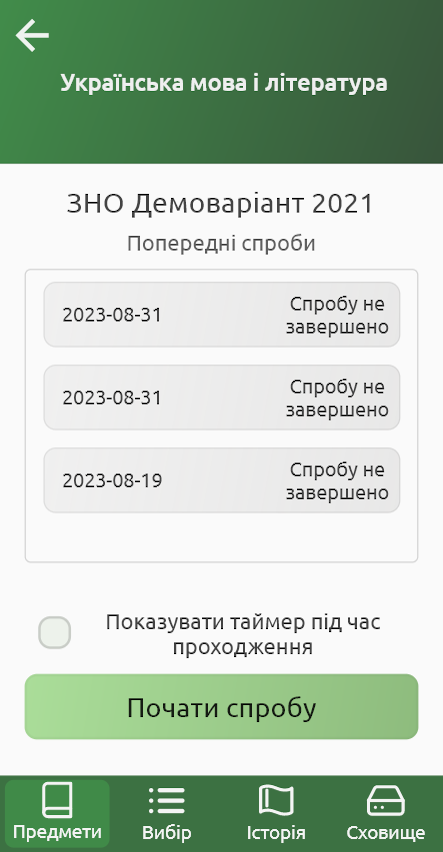 Українська мова і література
ЗНО Демоваріант 2021
Попередні спроби
2023-08-31
Спробу не
завершено
2023-08-31
Спробу не
завершено
2023-08-19
Спробу не
завершено
Показувати таймер під час
проходження
Почати спробу
Предмети
Вибір
Історія
Сховище